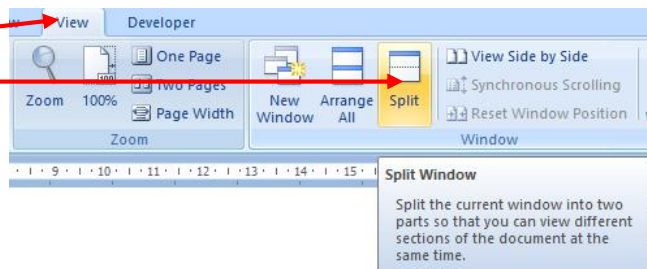 View Developer
One Page
Two Pages
Page Width
Zoom 100%
New Window
Arrange All
Split
View Side by Side
Synchronous Scrolling
Reset Window Position
Zoom Window
9 10 11 12 13 14 15
Split Window
Split the current window into two
parts so that you can view different
sections of the document at the
same time.